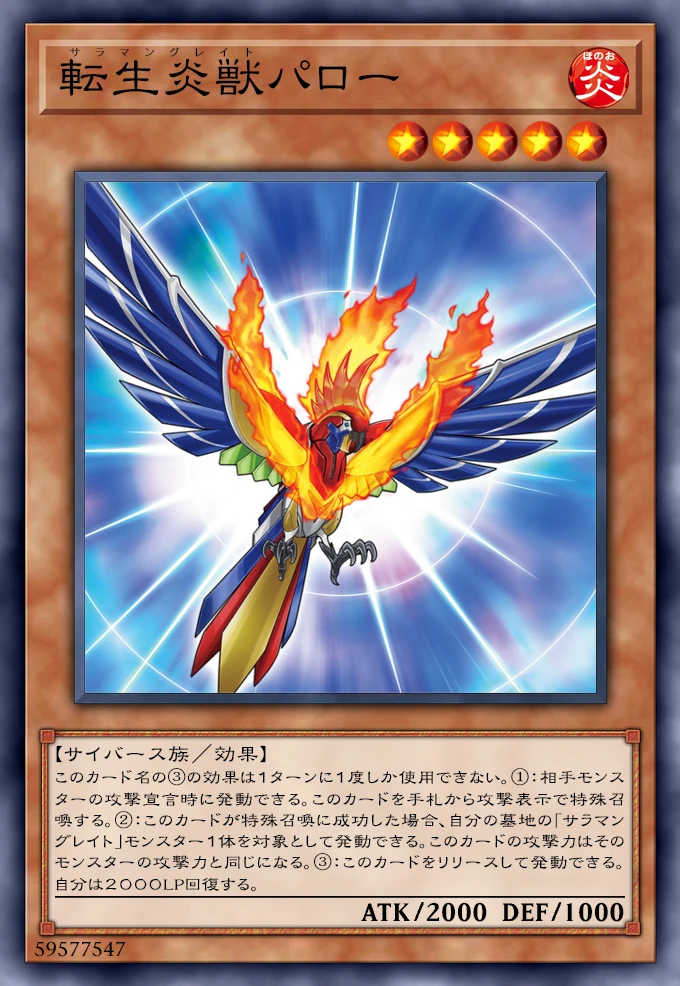 サラマングレイト
転生炎獣パロー
ほのお
炎
【サイバース族／効果】
このカード名の③の効果は１ターンに１度しか使用できない。①：相手モンス
ターの攻撃宣言時に発動できる。このカードを手札から攻撃表示で特殊召
喚する。②：このカードが特殊召喚に成功した場合、自分の墓地の「サラマン
グレイト」モンスター１体を対象として発動できる。このカードの攻撃力はその
モンスターの攻撃力と同じになる。③：このカードをリリースして発動できる。
自分は２０００LP回復する。
ATK/2000 DEF/1000
59577547